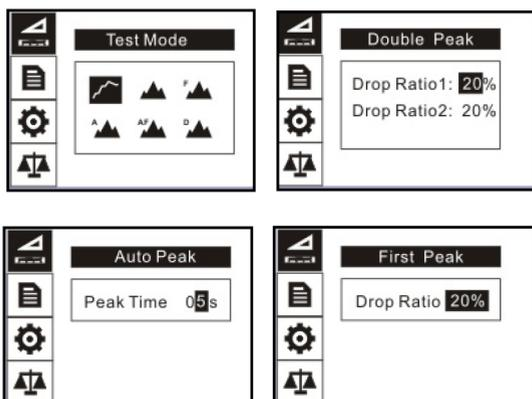 Test Mode
F
A AF D
Double Peak
Drop Ratio1: 20%
Drop Ratio2: 20%
Auto Peak
Peak Time 05s
First Peak
Drop Ratio 20%